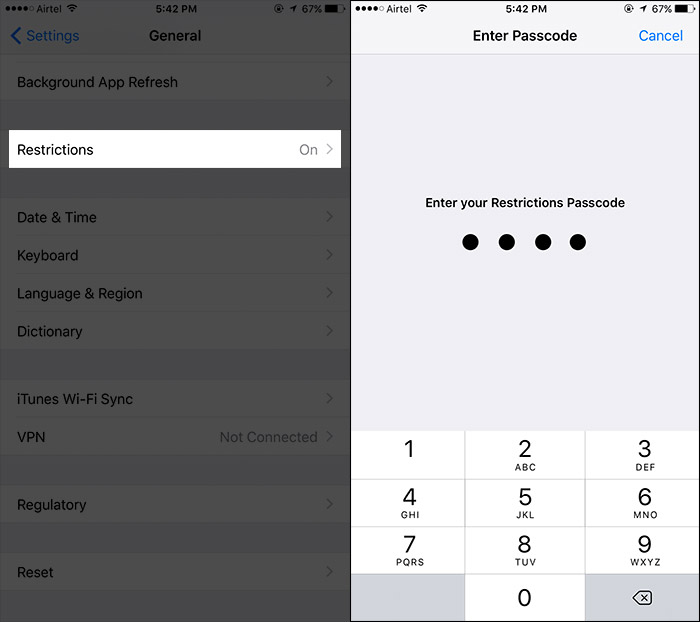 ●●●●○ Airtel 5:42 PM 67%
Settings General
Background App Refresh
Restrictions On
Date & Time
Keyboard
Language & Region
Dictionary
iTunes Wi-Fi Sync
VPN Not Connected
Regulatory
Reset
●●●●○ Airtel 5:42 PM 67%
Enter Passcode Cancel
Enter your Restrictions Passcode
1 2 3
ABC DEF
4 5 6
GHI JKL MNO
7 8 9
PQRS TUV WXYZ
0